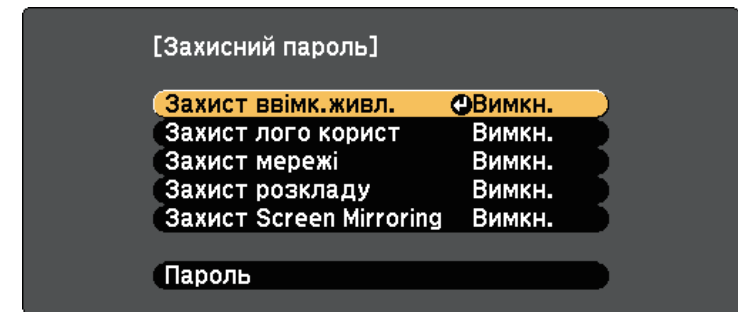 [Захисний пароль]
Захист ввімк.живл. Вимкн.
Захист лого корист Вимкн.
Захист мережі Вимкн.
Захист розкладу Вимкн.
Захист Screen Mirroring Вимкн.
Пароль